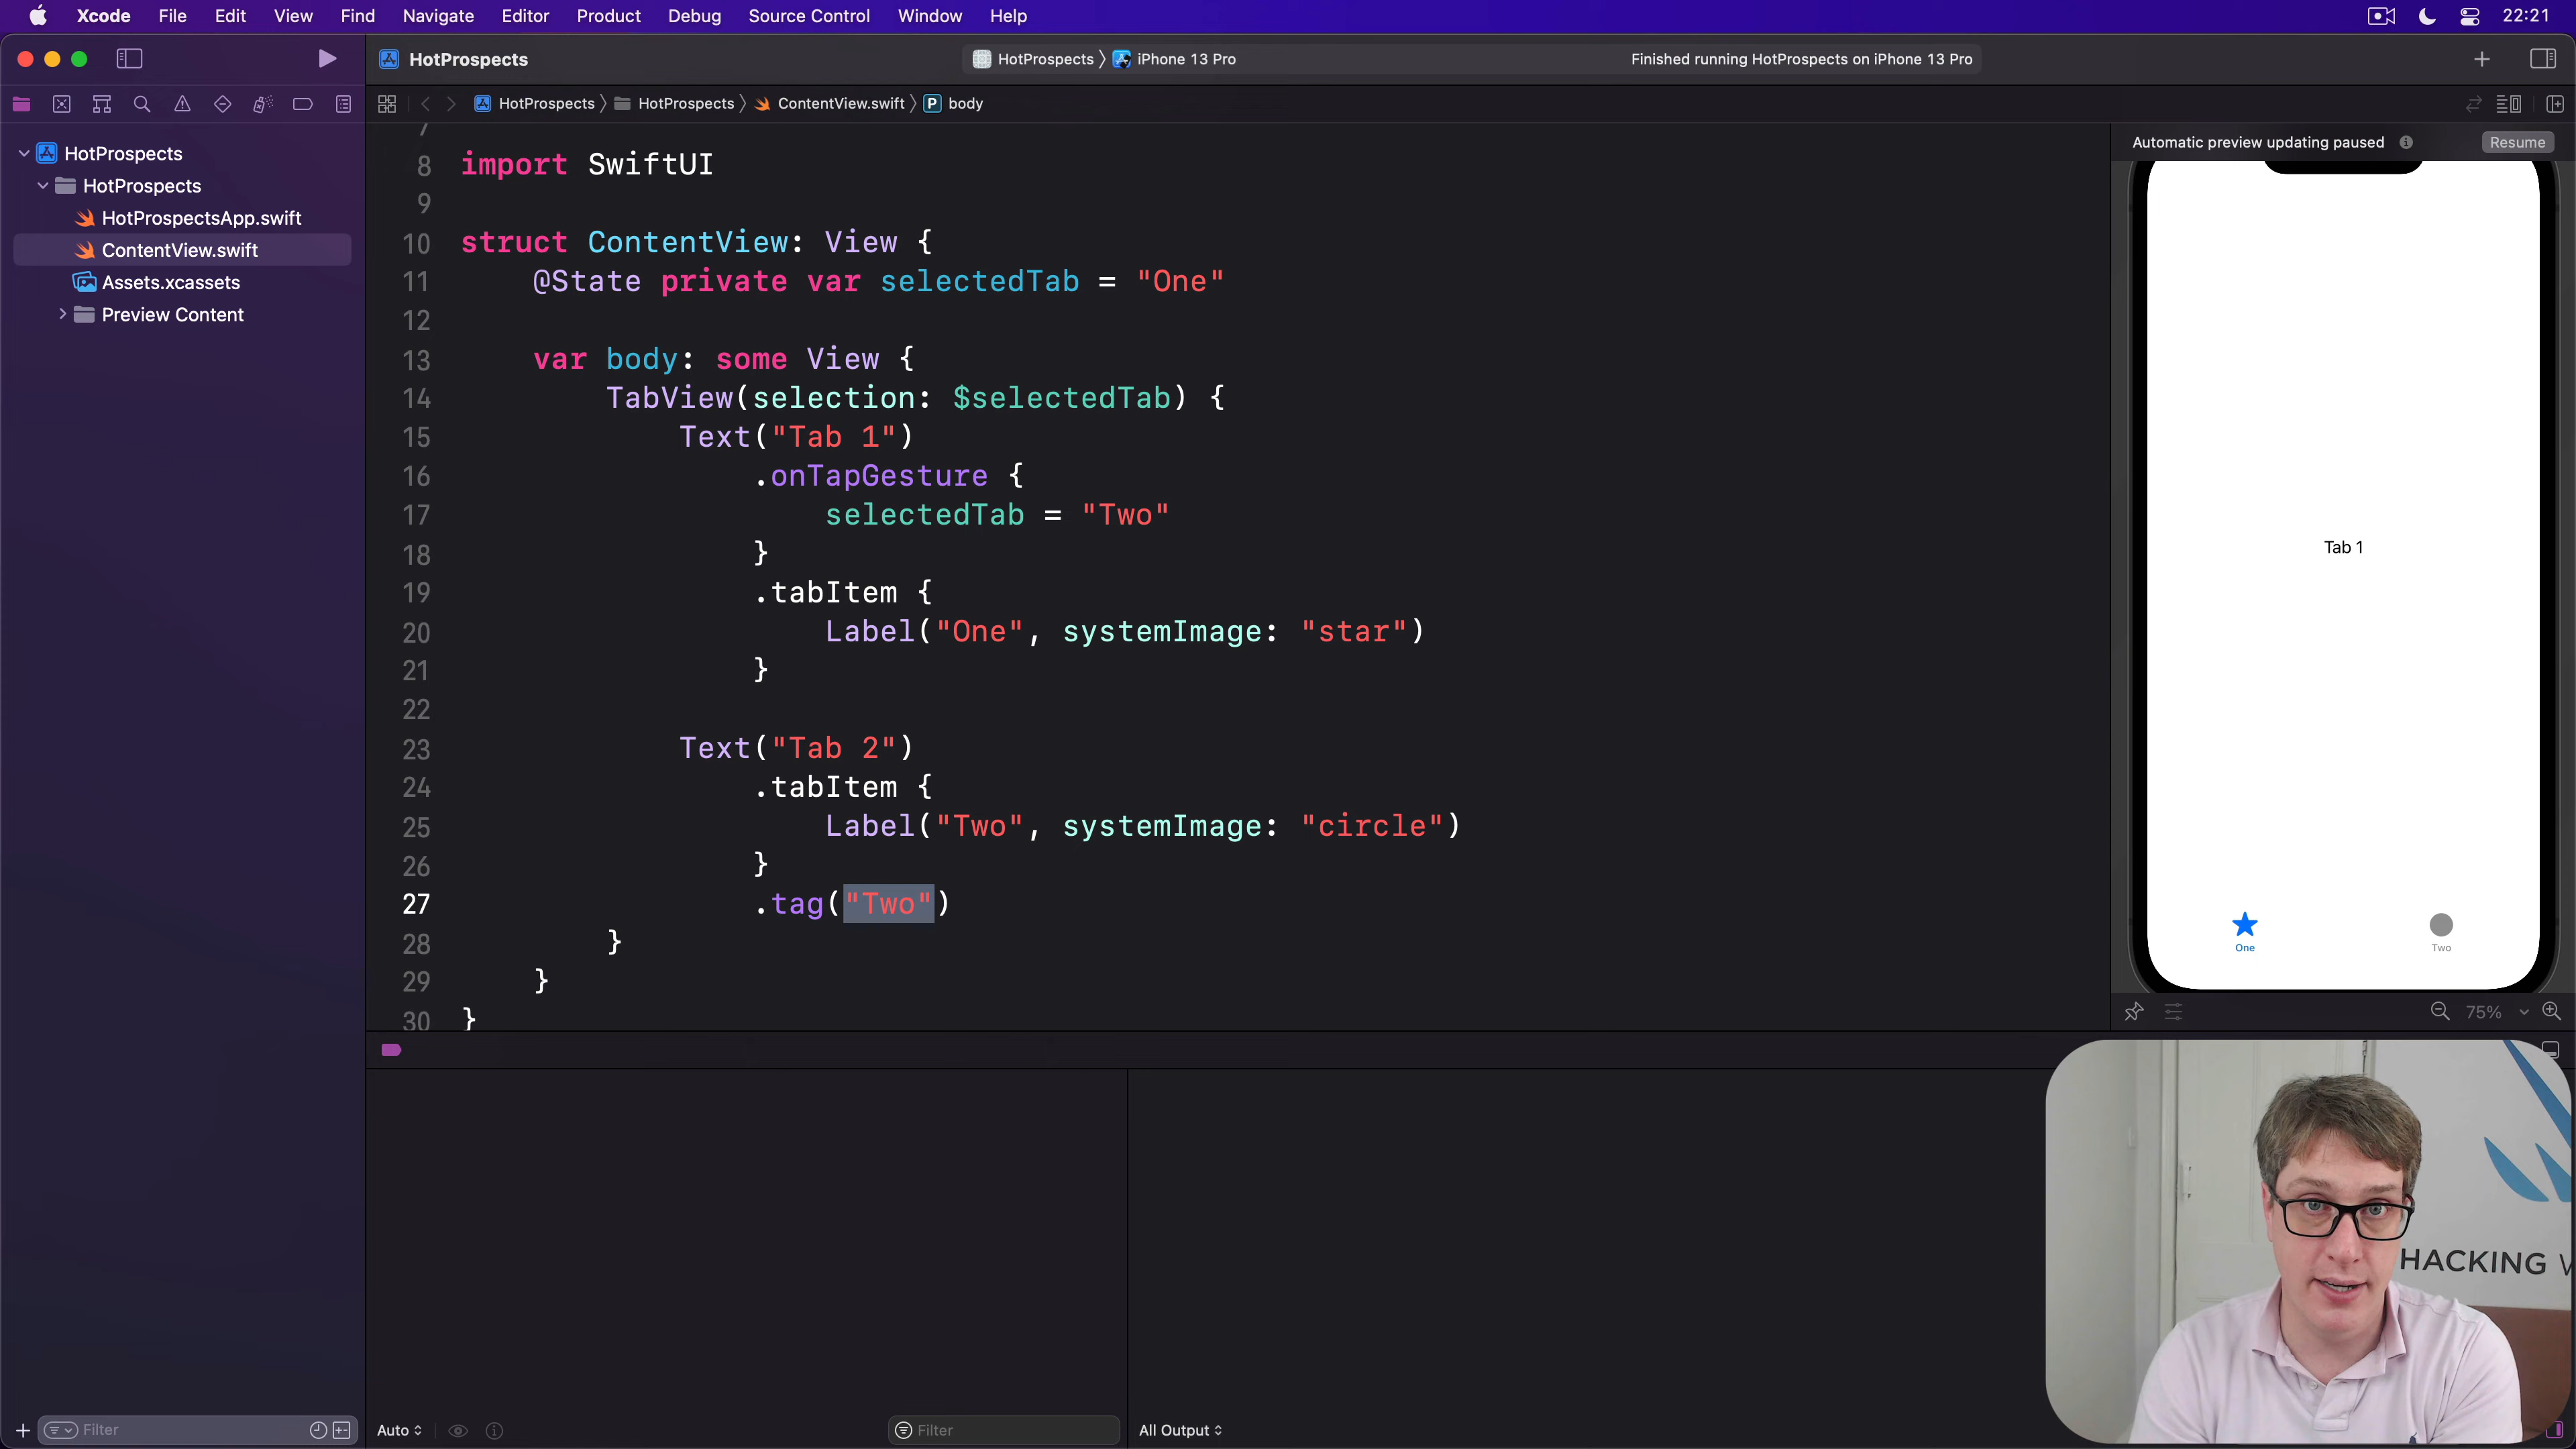 Xcode File Edit View Find Navigate Editor Product Debug Source Control Window Help 22:21
HotProspects HotProspects iPhone 13 Pro Finished running HotProspects on iPhone 13 Pro
HotProspects HotProspects ContentView.swift P body
HotProspects
HotProspects
HotProspectsApp.swift
ContentView.swift
Assets.xcassets
Preview Content
Filter
7
8 import SwiftUI
9
10 struct ContentView: View {
11 @State private var selectedTab = "One"
12
13 var body: some View {
14 TabView(selection: $selectedTab) {
15 Text("Tab 1")
16 .onTapGesture {
17 selectedTab = "Two"
18 }
19 .tabItem {
20 Label("One", systemImage: "star")
21 }
22
23 Text("Tab 2")
24 .tabItem {
25 Label("Two", systemImage: "circle")
26 }
27 .tag("Two")
28 }
29 }
30 }
Automatic preview updating paused Resume
Tab 1
One Two
75%
Auto Filter All Output
HACKING W